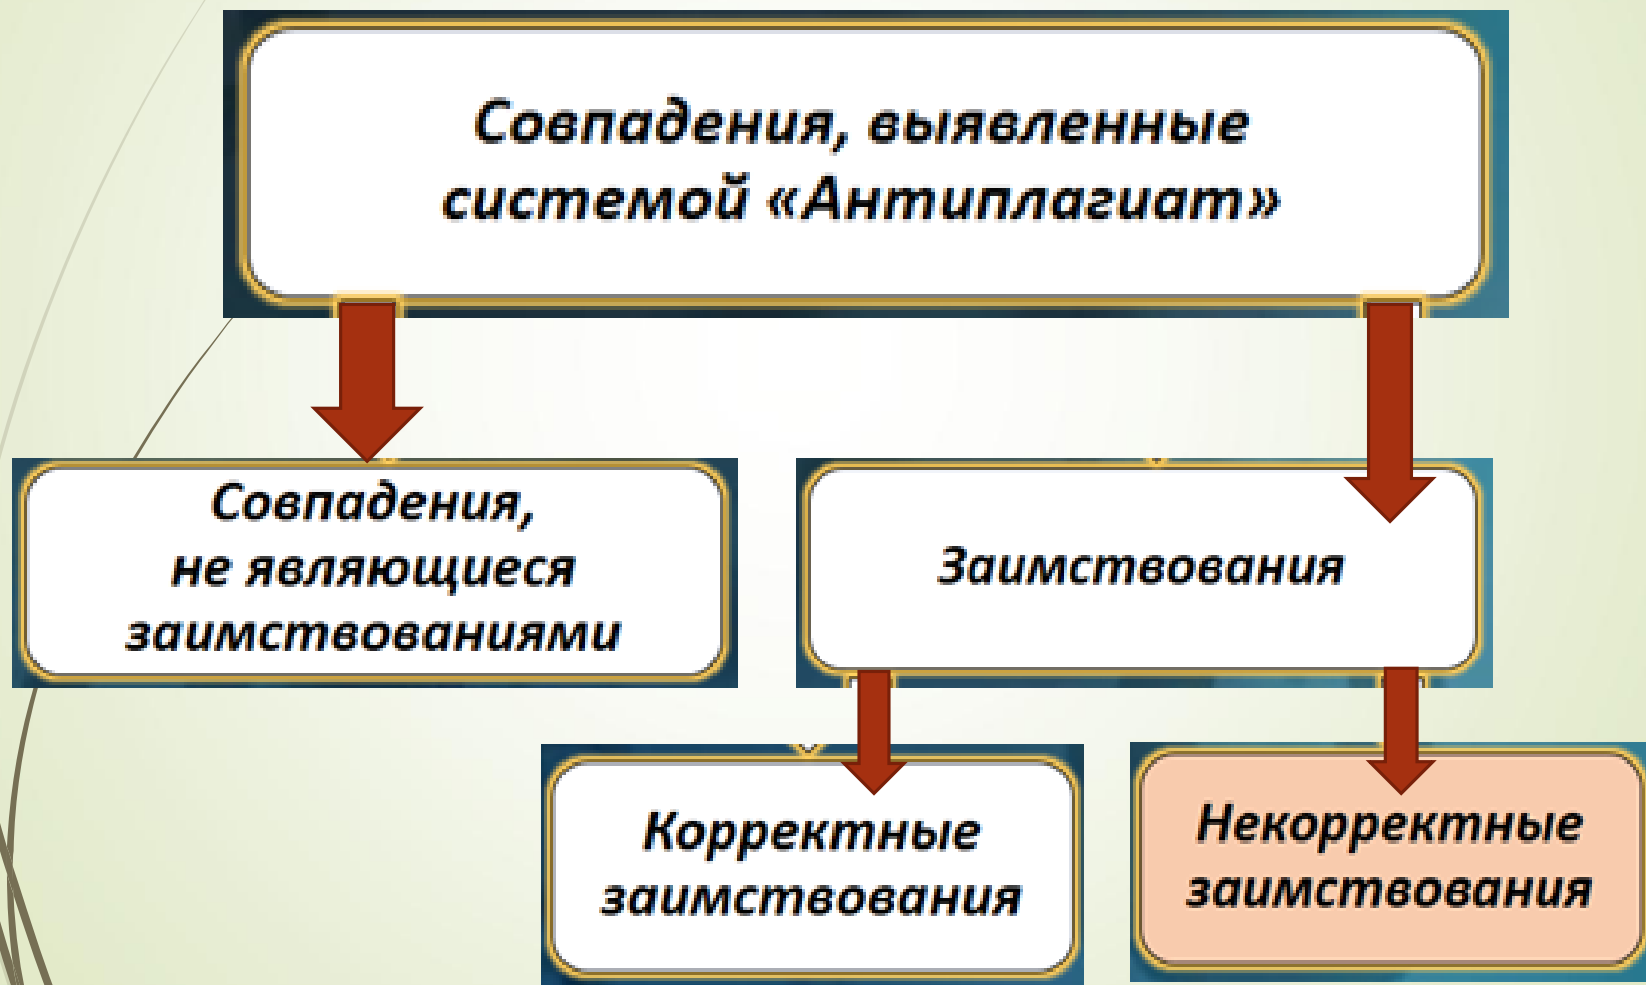 Совпадения, выявленные
системой «Антиплагиат»
Совпадения,
не являющиеся
заимствованиями
Заимствования
Корректные
заимствования
Некорректные
заимствования